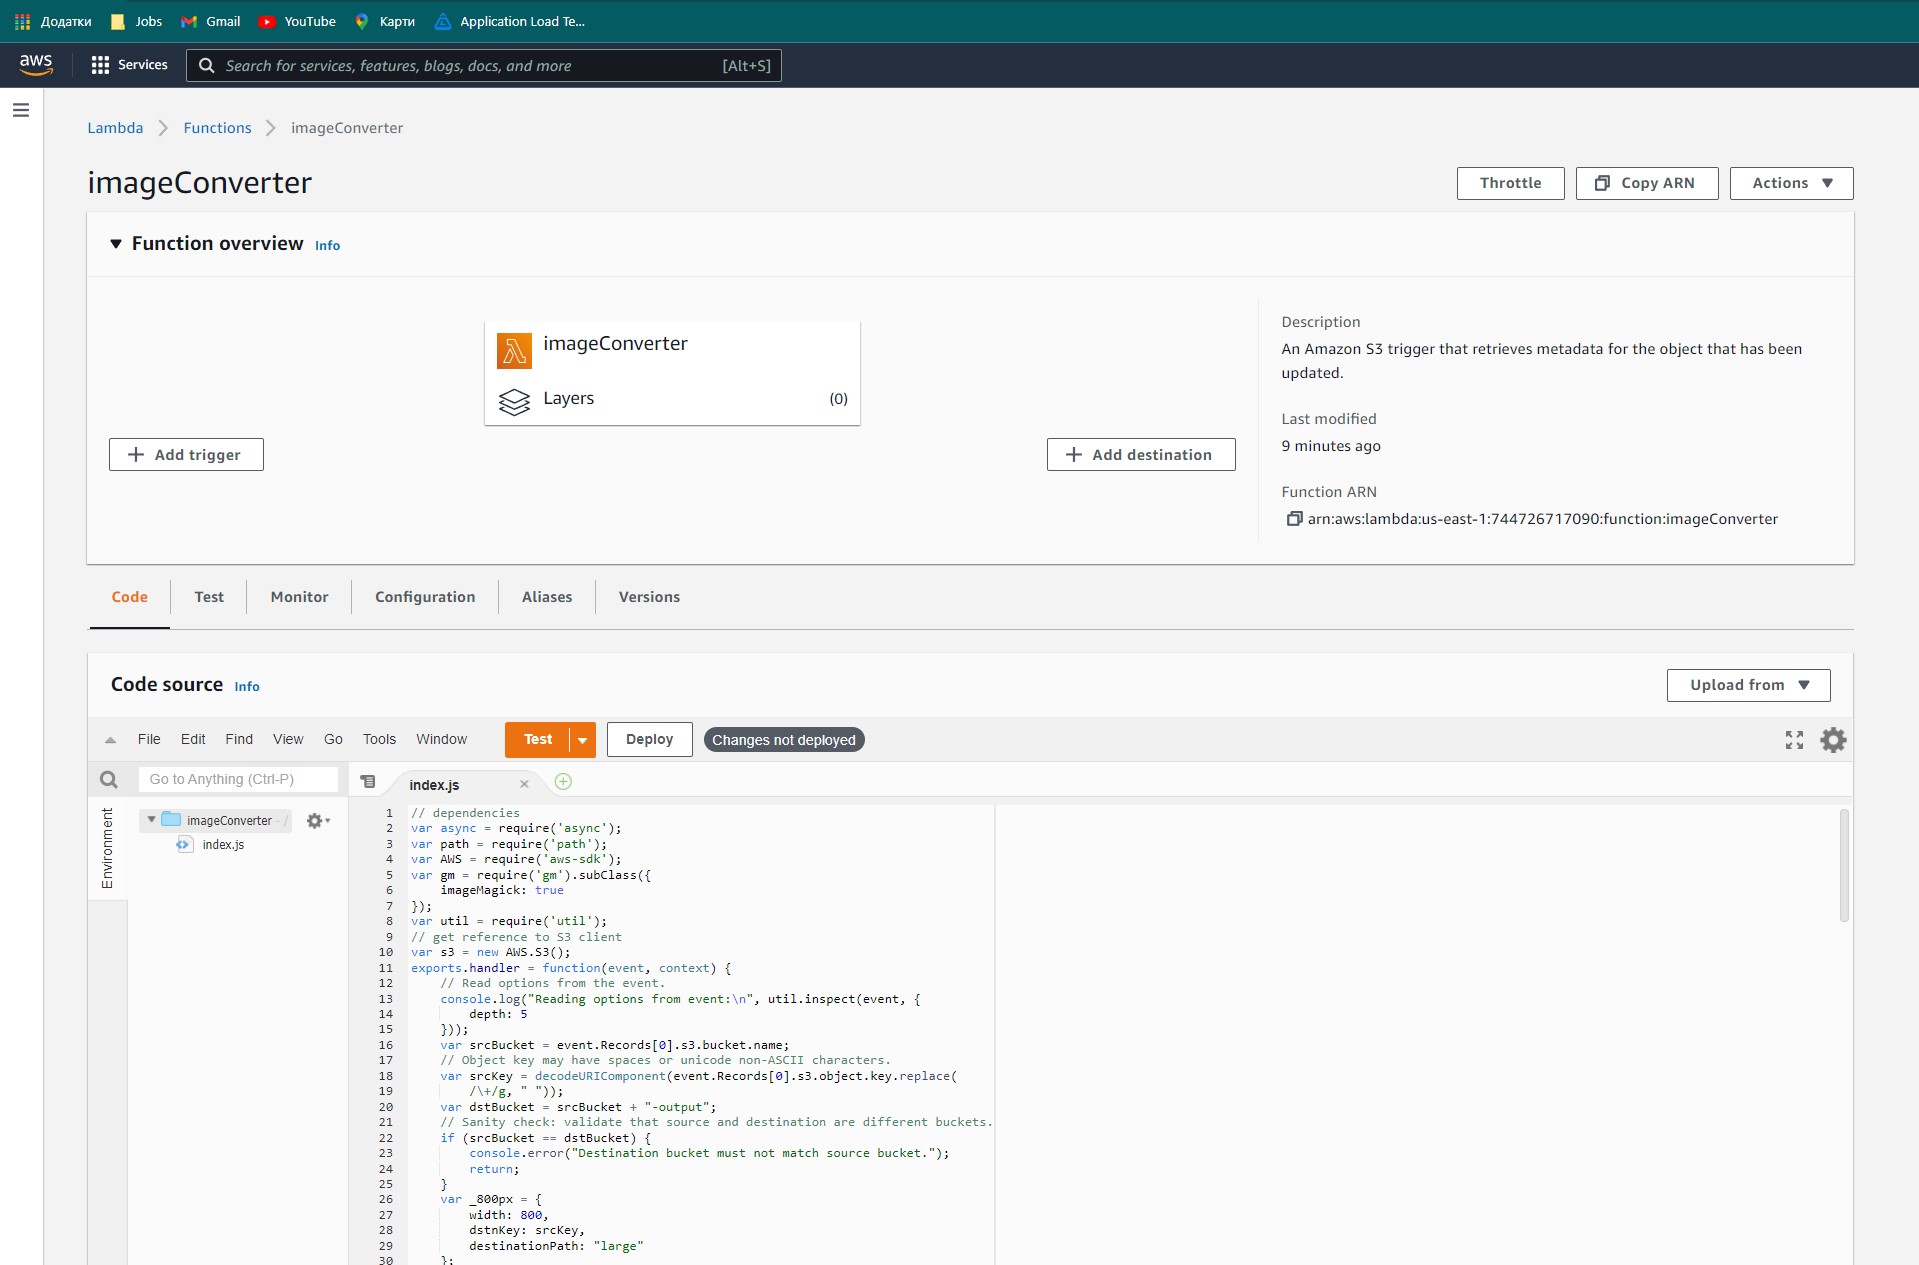 Додатки Jobs Gmail YouTube Карти Application Load Te...
aws Services Search for services, features, blogs, docs, and more [Alt+S]
Lambda Functions imageConverter
imageConverter
Throttle Copy ARN Actions
Function overview Info
imageConverter
Layers (0)
Add trigger
Add destination
Description
An Amazon S3 trigger that retrieves metadata for the object that has been
updated.
Last modified
9 minutes ago
Function ARN
arn:aws:lambda:us-east-1:744726717090:function:imageConverter
Code Test Monitor Configuration Aliases Versions
Code source Info
Upload from
File Edit Find View Go Tools Window Test Deploy Changes not deployed
Go to Anything (Ctrl-P)
index.js
Environment
imageConverter - /
index.js
1 // dependencies
2 var async = require('async');
3 var path = require('path');
4 var AWS = require('aws-sdk');
5 var gm = require('gm').subClass({
6 imageMagick: true
7 });
8 var util = require('util');
9 // get reference to S3 client
10 var s3 = new AWS.S3();
11 exports.handler = function(event, context) {
12 // Read options from the event.
13 console.log("Reading options from event:\n", util.inspect(event, {
14 depth: 5
15 }));
16 var srcBucket = event.Records[0].s3.bucket.name;
17 // Object key may have spaces or unicode non-ASCII characters.
18 var srcKey = decodeURIComponent(event.Records[0].s3.object.key.replace(
19 /\+/g, " "));
20 var dstBucket = srcBucket + "-output";
21 // Sanity check: validate that source and destination are different buckets.
22 if (srcBucket == dstBucket) {
23 console.error("Destination bucket must not match source bucket.");
24 return;
25 }
26 var _800px = {
27 width: 800,
28 dstnKey: srcKey,
29 destinationPath: "large"
30 };